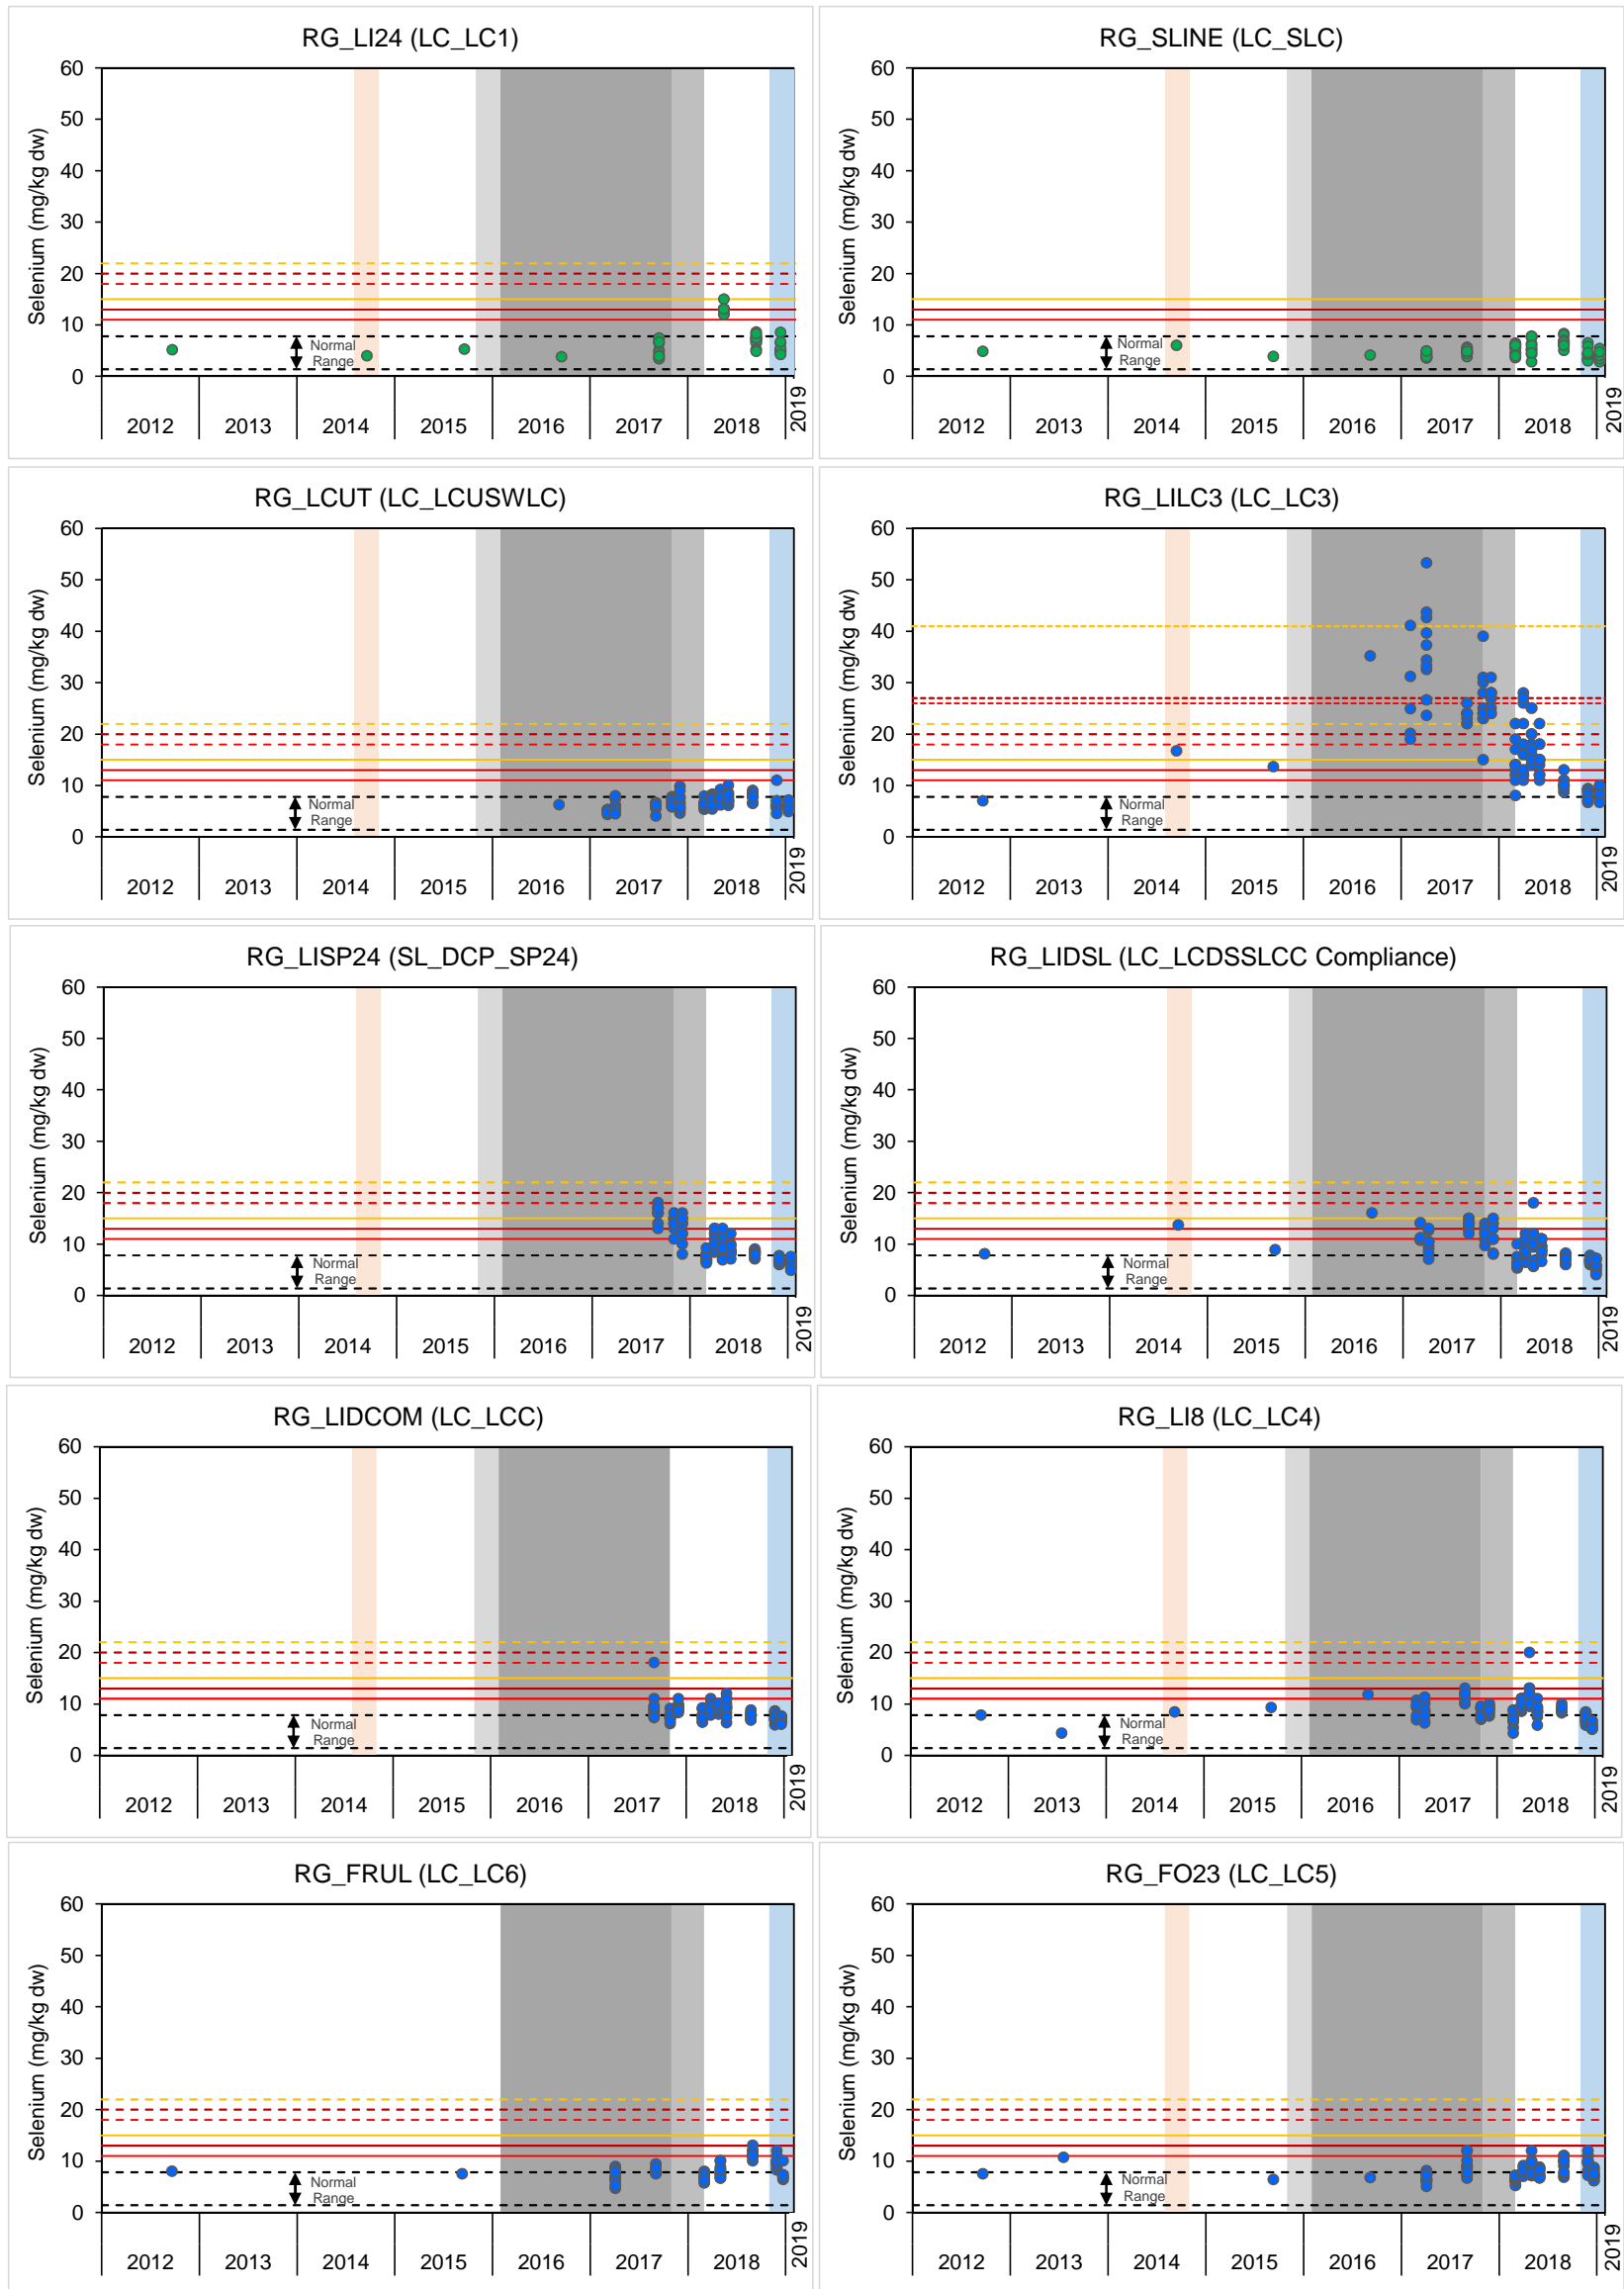 RG_LI24 (LC_LC1)
Selenium (mg/kg dw)
60
50
40
30
20
10
0
Normal
Range
2012 2013 2014 2015 2016 2017 2018 2019
RG_SLINE (LC_SLC)
Selenium (mg/kg dw)
60
50
40
30
20
10
0
Normal
Range
2012 2013 2014 2015 2016 2017 2018 2019
RG_LCUT (LC_LCUSWLC)
Selenium (mg/kg dw)
60
50
40
30
20
10
0
Normal
Range
2012 2013 2014 2015 2016 2017 2018 2019
RG_LILC3 (LC_LC3)
Selenium (mg/kg dw)
60
50
40
30
20
10
0
Normal
Range
2012 2013 2014 2015 2016 2017 2018 2019
RG_LISP24 (SL_DCP_SP24)
Selenium (mg/kg dw)
60
50
40
30
20
10
0
Normal
Range
2012 2013 2014 2015 2016 2017 2018 2019
RG_LIDSL (LC_LCDSSLCC Compliance)
Selenium (mg/kg dw)
60
50
40
30
20
10
0
Normal
Range
2012 2013 2014 2015 2016 2017 2018 2019
RG_LIDCOM (LC_LCC)
Selenium (mg/kg dw)
60
50
40
30
20
10
0
Normal
Range
2012 2013 2014 2015 2016 2017 2018 2019
RG_LI8 (LC_LC4)
Selenium (mg/kg dw)
60
50
40
30
20
10
0
Normal
Range
2012 2013 2014 2015 2016 2017 2018 2019
RG_FRUL (LC_LC6)
Selenium (mg/kg dw)
60
50
40
30
20
10
0
Normal
Range
2012 2013 2014 2015 2016 2017 2018 2019
RG_FO23 (LC_LC5)
Selenium (mg/kg dw)
60
50
40
30
20
10
0
Normal
Range
2012 2013 2014 2015 2016 2017 2018 2019